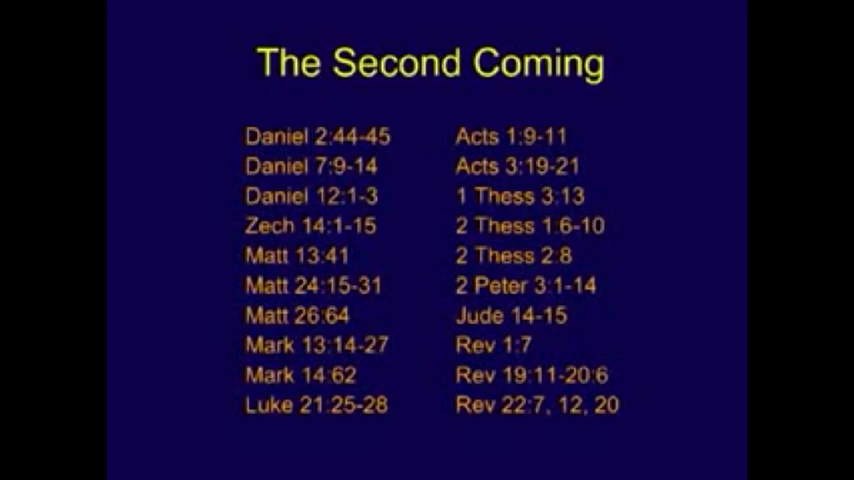 The Second Coming
Daniel 2:44-45
Daniel 7:9-14
Daniel 12:1-3
Zech 14:1-15
Matt 13:41
Matt 24:15-31
Matt 26:64
Mark 13:14-27
Mark 14:62
Luke 21:25-28
Acts 1:9-11
Acts 3:19-21
1 Thess 3:13
2 Thess 1:6-10
2 Thess 2:8
2 Peter 3:1-14
Jude 14-15
Rev 1:7
Rev 19:11-20:6
Rev 22:7, 12, 20